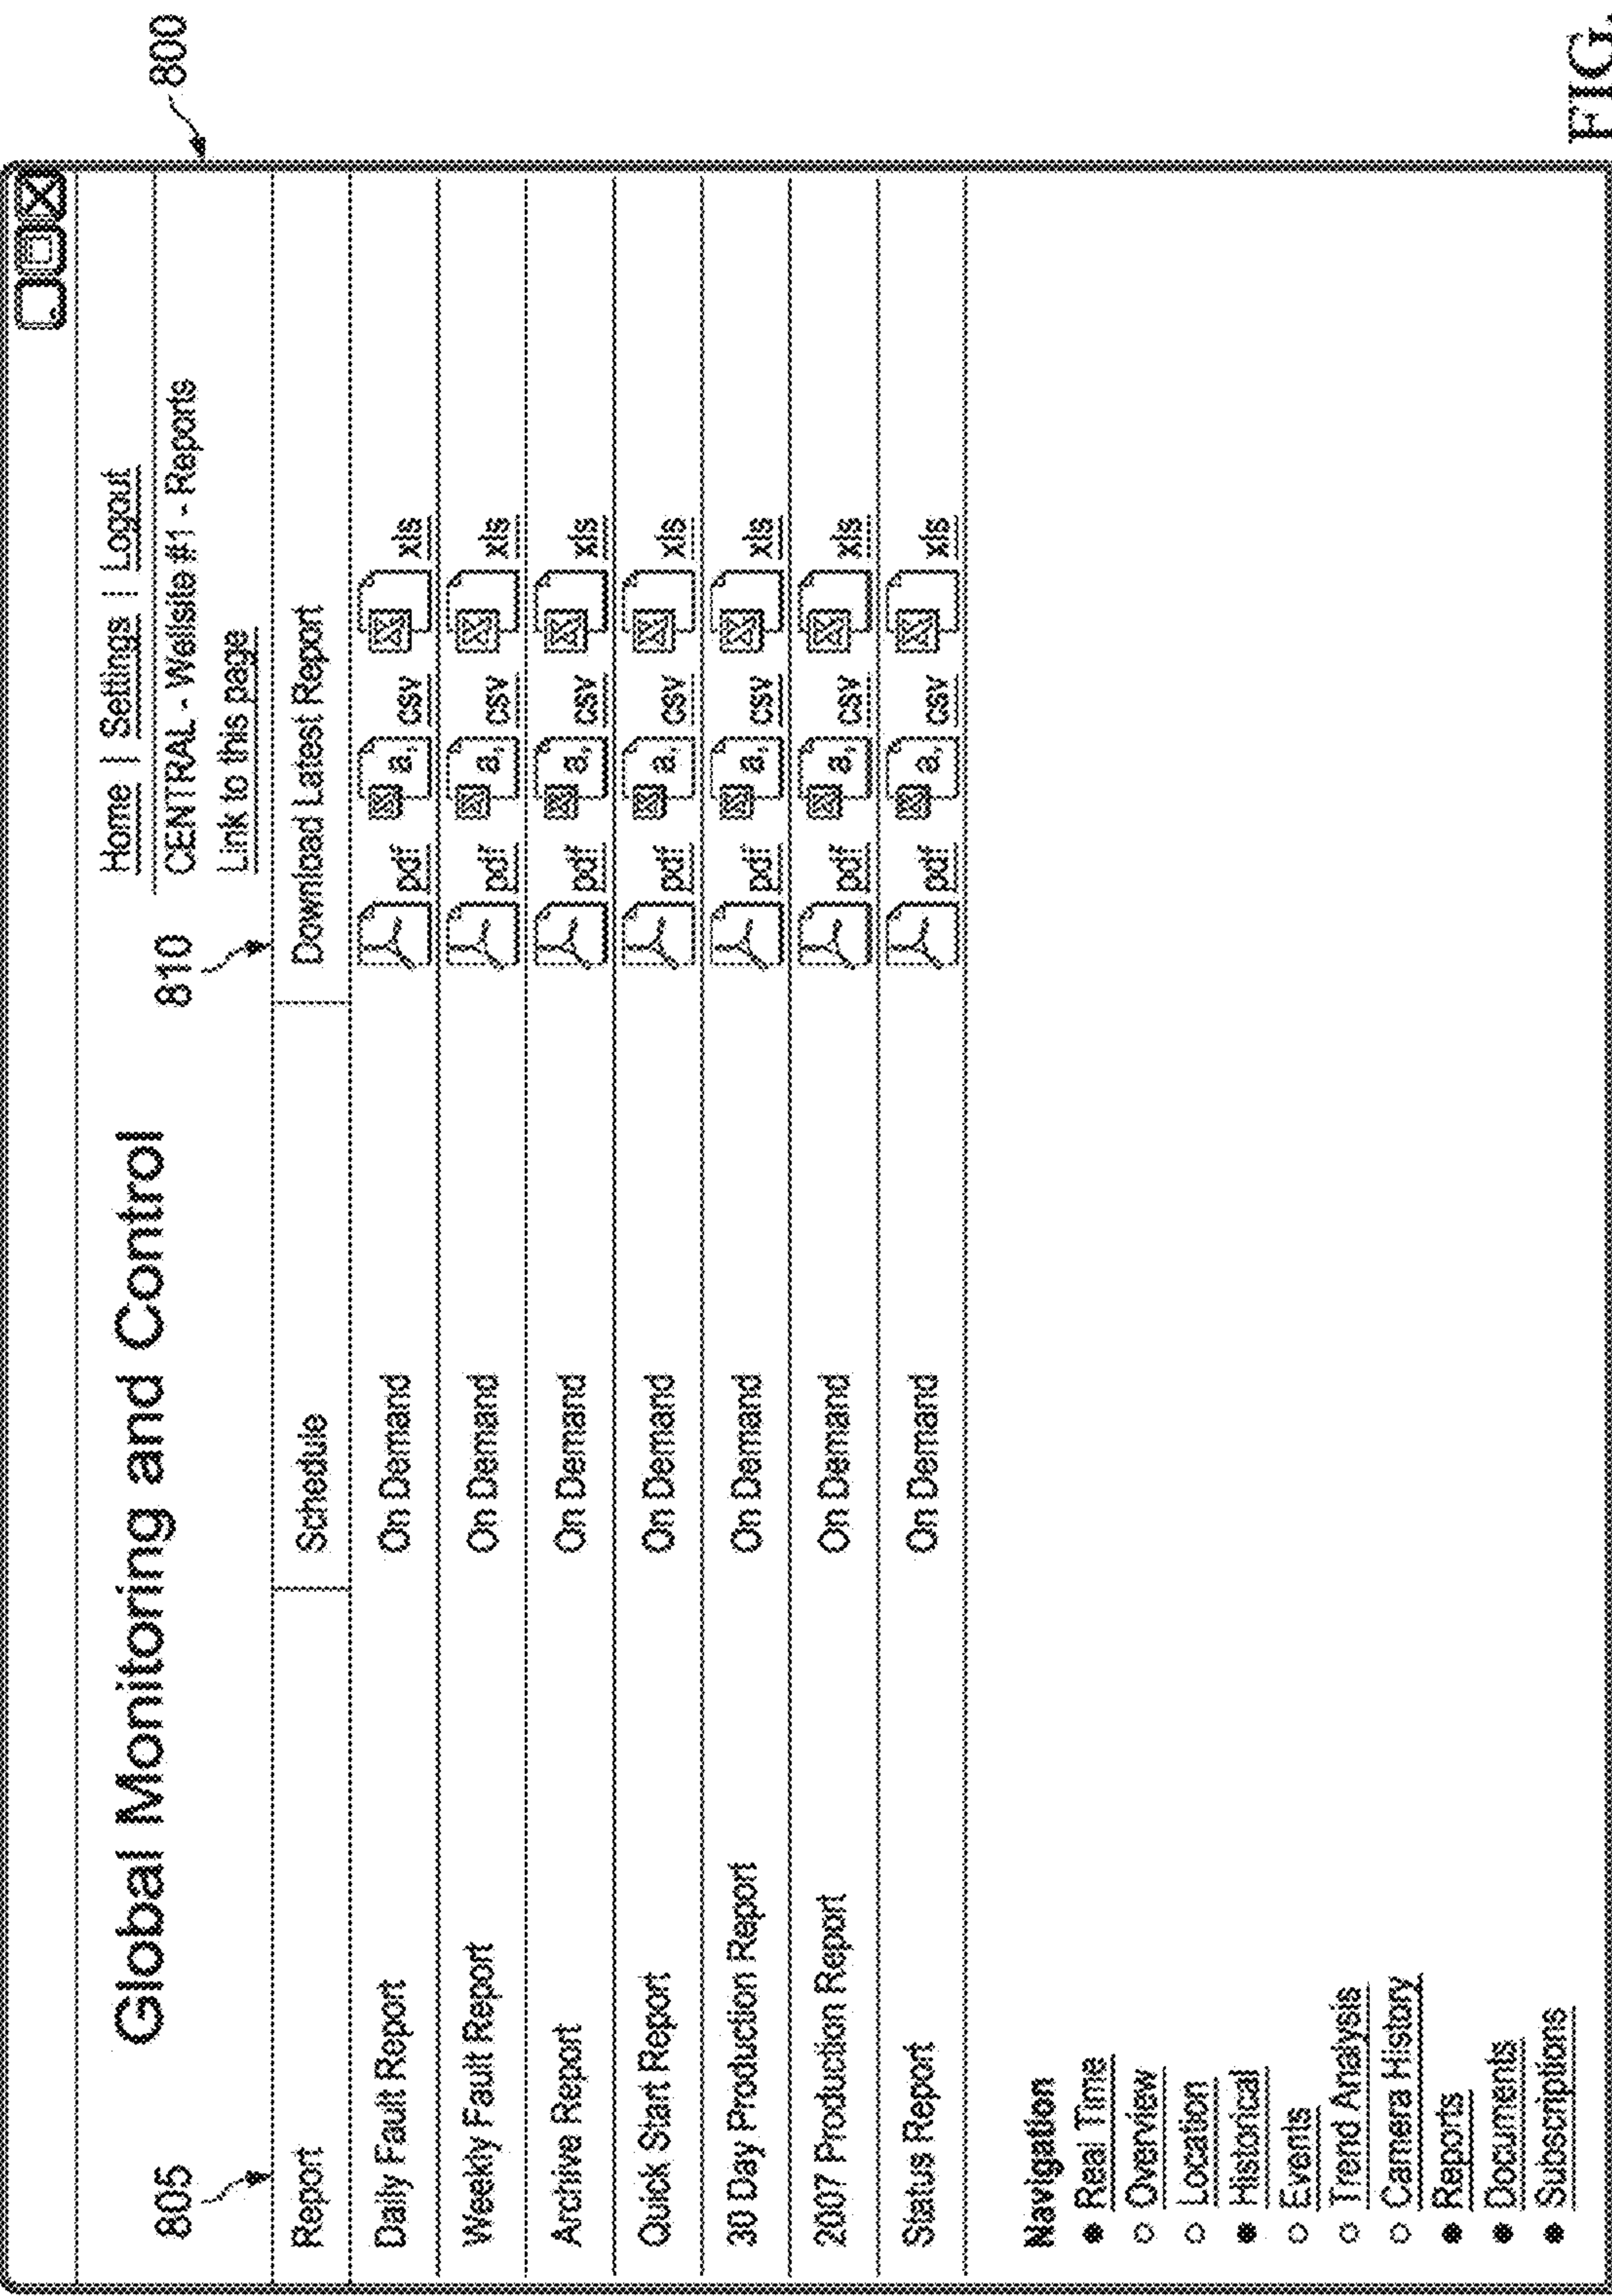 800
Global Monitoring and Control
Home | Settings | Logout
CENTRAL - Wellsite #1 - Reports
Link to this page
805
810
Report Schedule Download Latest Report
Daily Fault Report On Demand pdf a, csv xls
Weekly Fault Report On Demand pdf a, csv xls
Archive Report On Demand pdf a, csv xls
Quick Start Report On Demand pdf a, csv xls
30 Day Production Report On Demand pdf a, csv xls
2007 Production Report On Demand pdf a, csv xls
Status Report On Demand pdf a, csv xls
Navigation
Real Time
Overview
Location
Historical
Events
Trend Analysis
Camera History
Reports
Documents
Subscriptions
FIG.